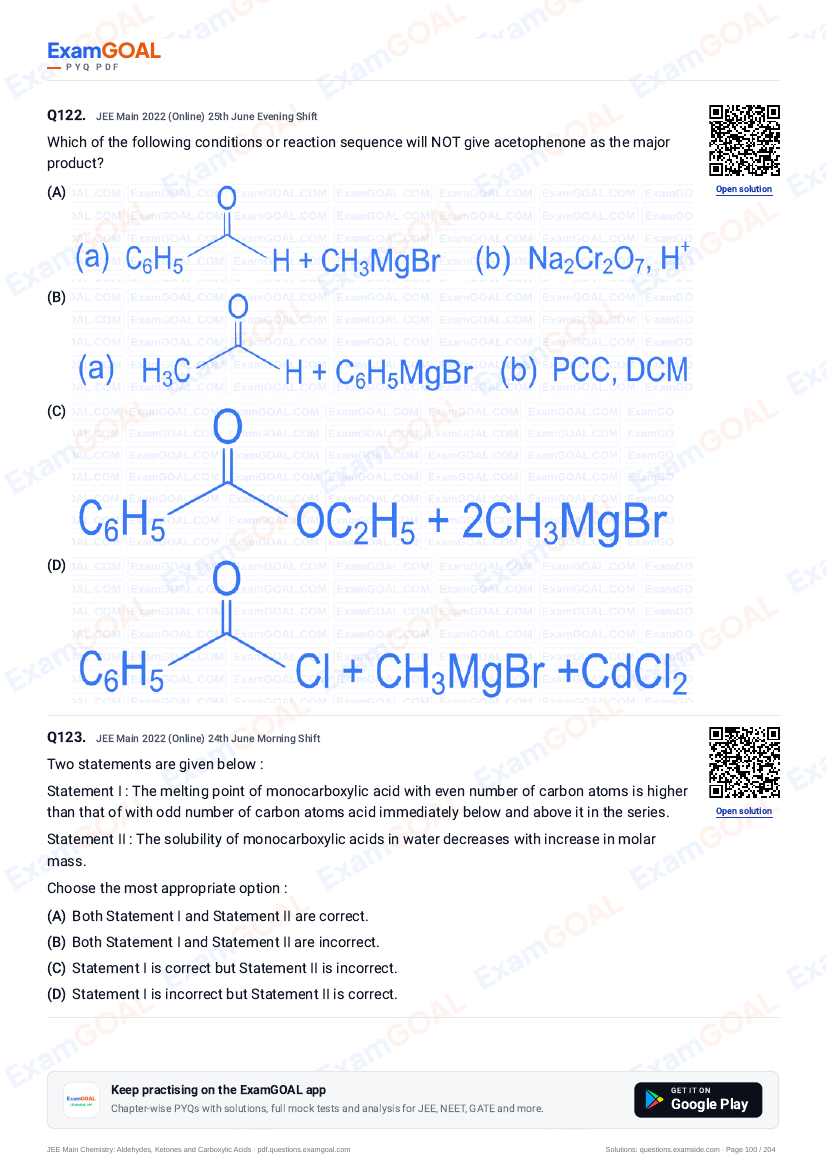 ExamGOAL
PYQ PDF
Q122. JEE Main 2022 (Online) 25th June Evening Shift
Which of the following conditions or reaction sequence will NOT give acetophenone as the major
product?
Open solution
(A)
O
(a) C₆H₅ H + CH₃MgBr (b) Na₂Cr₂O₇, H⁺
(B)
O
(a) H₃C H + C₆H₅MgBr (b) PCC, DCM
(C)
O
C₆H₅ OC₂H₅ + 2CH₃MgBr
(D)
O
C₆H₅ Cl + CH₃MgBr +CdCl₂
Q123. JEE Main 2022 (Online) 24th June Morning Shift
Two statements are given below :
Statement I : The melting point of monocarboxylic acid with even number of carbon atoms is higher
than that of with odd number of carbon atoms acid immediately below and above it in the series.
Open solution
Statement II : The solubility of monocarboxylic acids in water decreases with increase in molar
mass.
Choose the most appropriate option :
(A) Both Statement I and Statement II are correct.
(B) Both Statement I and Statement II are incorrect.
(C) Statement I is correct but Statement II is incorrect.
(D) Statement I is incorrect but Statement II is correct.
ExamGOAL
Keep practising on the ExamGOAL app
Chapter-wise PYQs with solutions, full mock tests and analysis for JEE, NEET, GATE and more.
GET IT ON
Google Play
JEE Main Chemistry: Aldehydes, Ketones and Carboxylic Acids · pdf.questions.examgoal.com
Solutions: questions.examside.com · Page 100 / 204